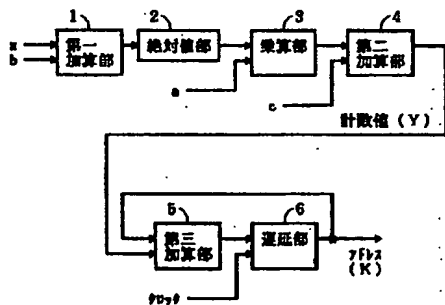 1
2
3
4
x
b
第一
加算部
絶対値部
乗算部
第二
加算部
a
c
計数値(Y)
5
6
第三
加算部
遅延部
アドレス
(K)
クロック